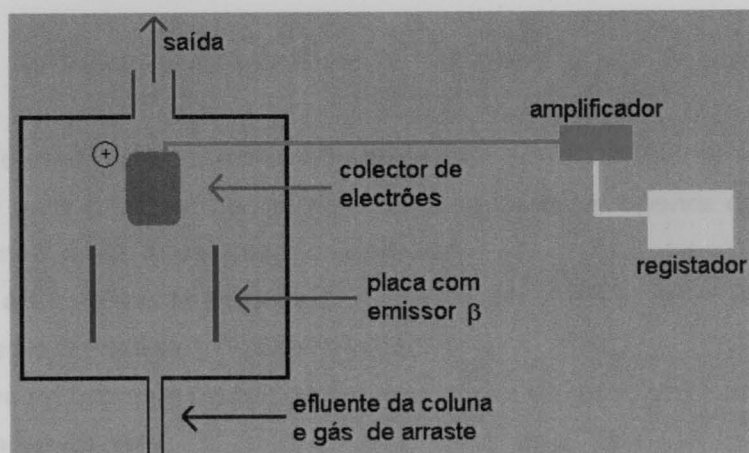 saída
amplificador
+
colector de
electrões
registador
placa com
emissor β
efluente da coluna
e gás de arraste